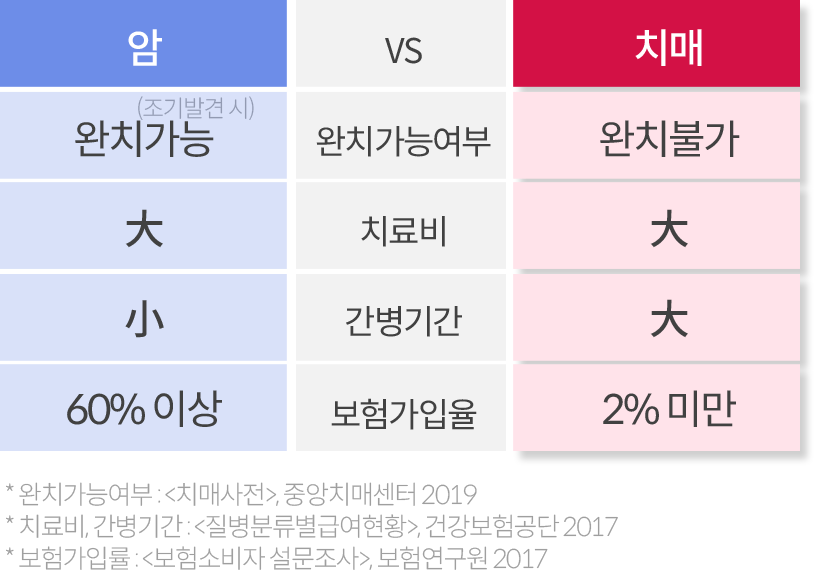 암 VS 치매
(조기발견 시)
완치가능 완치가능여부 완치불가
大 치료비 大
小 간병기간 大
60% 이상 보험가입율 2% 미만
* 완치가능여부 : <치매사전>, 중앙치매센터 2019
* 치료비, 간병기간 : <질병분류별급여현황>, 건강보험공단 2017
* 보험가입률 : <보험소비자 설문조사>, 보험연구원 2017